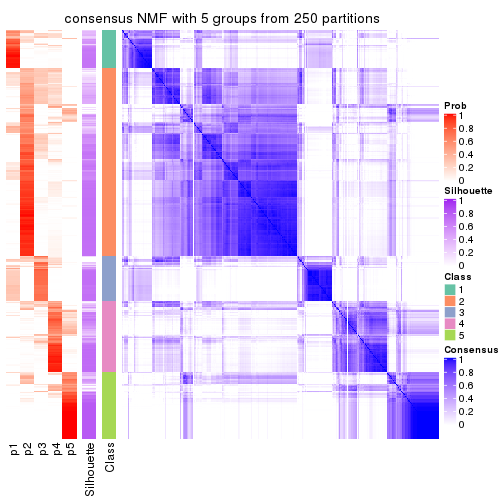 consensus NMF with 5 groups from 250 partitions
Prob
1
0.8
0.6
0.4
0.2
0
Silhouette
1
0.8
0.6
0.4
0.2
0
Class
1
2
3
4
5
Consensus
1
0.8
0.6
0.4
0.2
0
p1
p2
p3
p4
p5
Silhouette
Class